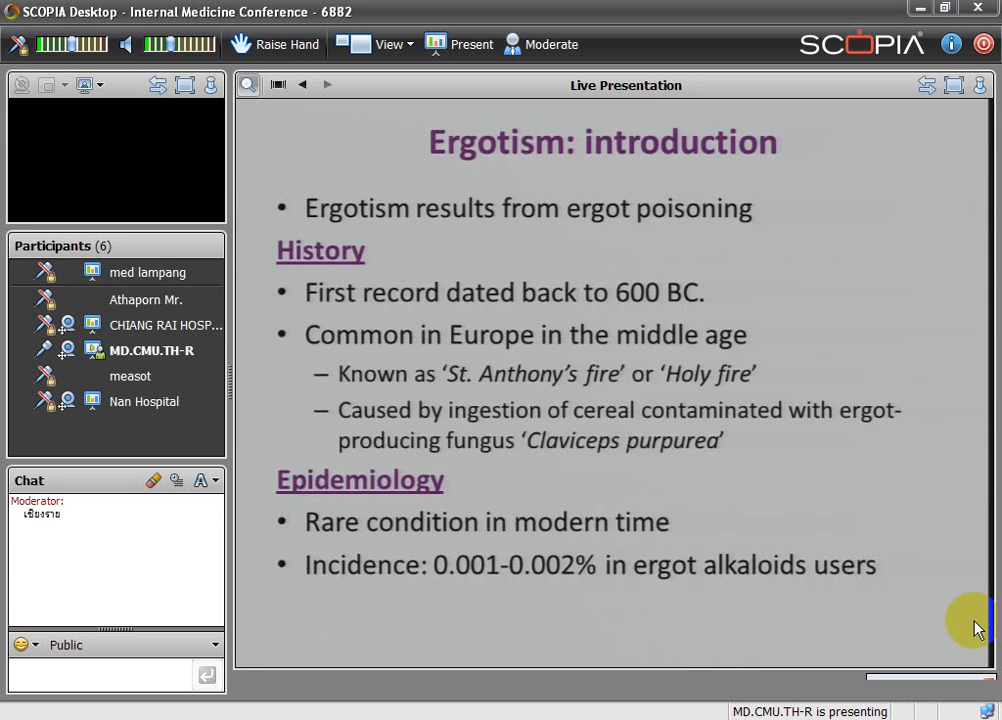 SCOPIA Desktop - Internal Medicine Conference - 6882
Raise Hand
View
Present
Moderate
SCOPIA
Live Presentation
Participants (6)
med lampang
Athaporn Mr.
CHIANG RAI HOSP...
MD.CMU.TH-R
measot
Nan Hospital
Chat
Moderator:
เชียงราย
Public
Ergotism: introduction
• Ergotism results from ergot poisoning
History
• First record dated back to 600 BC.
• Common in Europe in the middle age
– Known as ‘St. Anthony’s fire’ or ‘Holy fire’
– Caused by ingestion of cereal contaminated with ergot-
producing fungus ‘Claviceps purpurea’
Epidemiology
• Rare condition in modern time
• Incidence: 0.001-0.002% in ergot alkaloids users
MD.CMU.TH-R is presenting